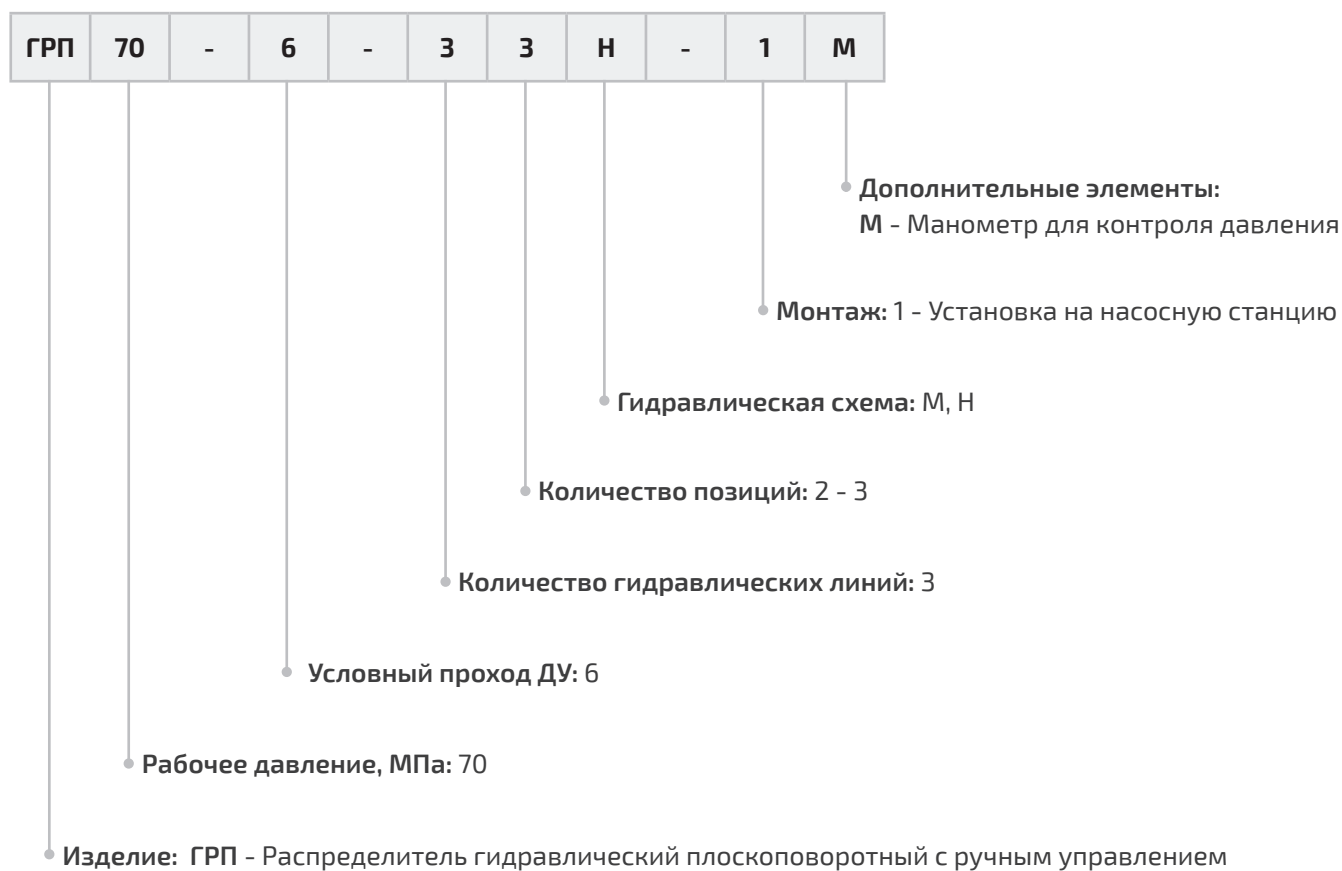 ГРП 70 - 6 - 3 3 Н - 1 М
Дополнительные элементы:
М - Манометр для контроля давления
Монтаж: 1 - Установка на насосную станцию
Гидравлическая схема: М, Н
Количество позиций: 2 - 3
Количество гидравлических линий: 3
Условный проход ДУ: 6
Рабочее давление, МПа: 70
Изделие: ГРП - Распределитель гидравлический плоскоповоротный с ручным управлением